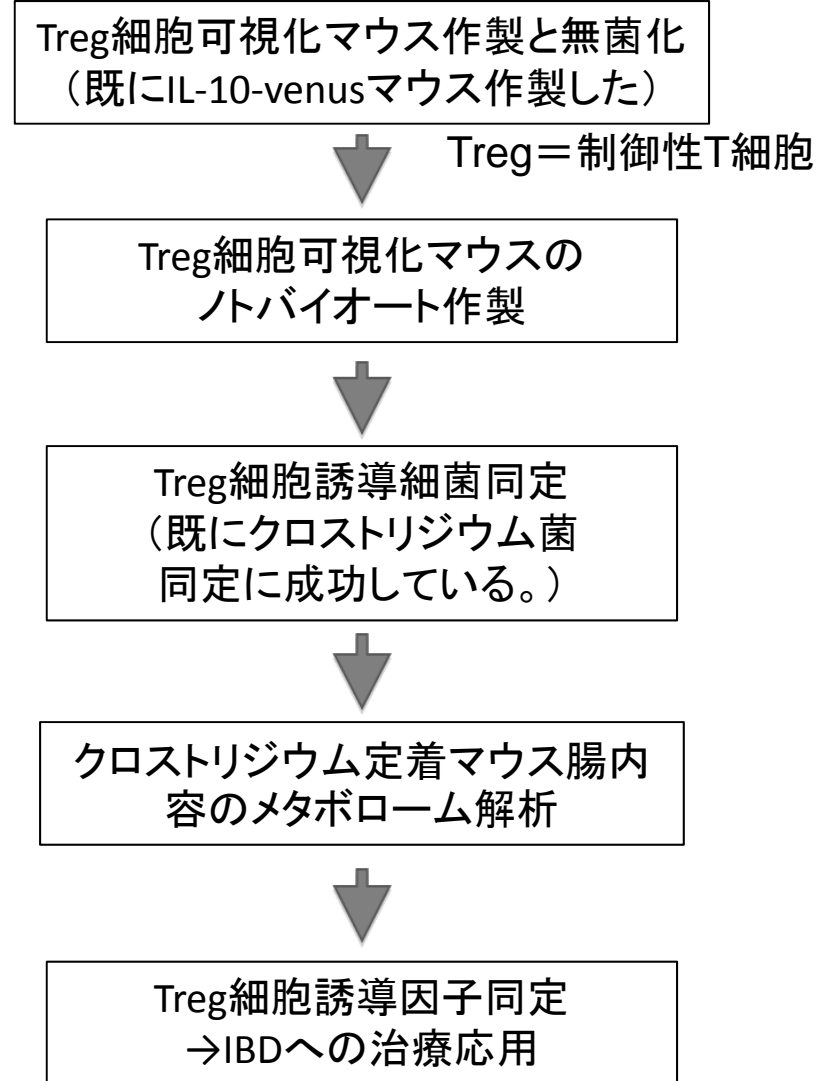 Treg細胞可視化マウス作製と無菌化
（既にIL-10-venusマウス作製した）
Treg＝制御性T細胞
Treg細胞可視化マウスの
ノトバイオート作製
Treg細胞誘導細菌同定
（既にクロストリジウム菌
同定に成功している。）
クロストリジウム定着マウス腸内
容のメタボローム解析
Treg細胞誘導因子同定
→IBDへの治療応用